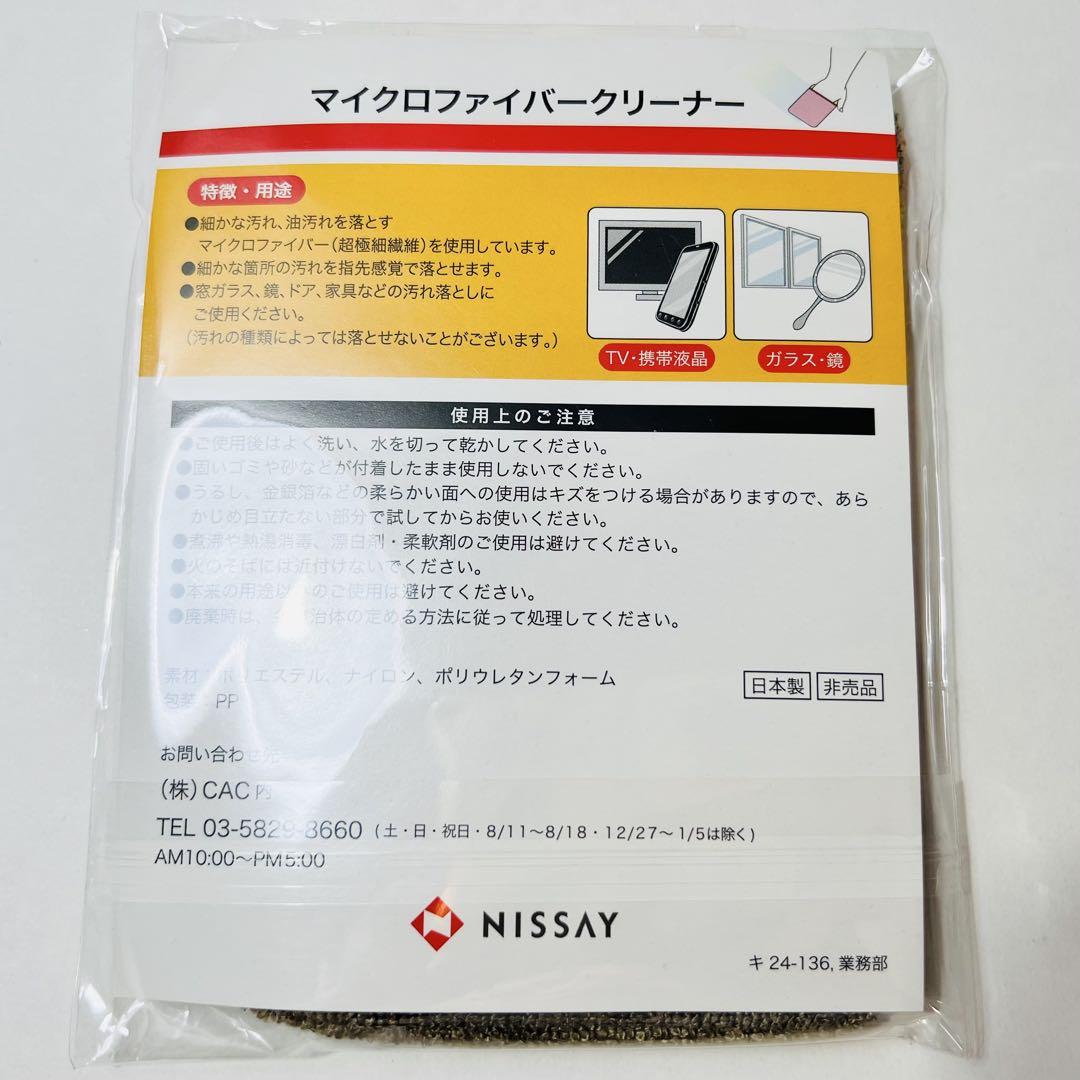 マイクロファイバークリーナー
特徴・用途
●細かな汚れ、油汚れを落とす
マイクロファイバー(超極細繊維)を使用しています。
●細かな箇所の汚れを指先感覚で落とせます。
●窓ガラス、鏡、ドア、家具などの汚れ落としに
ご使用ください。
(汚れの種類によっては落とせないことがございます。)
TV・携帯液晶
ガラス・鏡
使用上のご注意
●ご使用後はよく洗い、水を切って乾かしてください。
●固いゴミや砂などが付着したまま使用しないでください。
●うるし、金銀箔などの柔らかい面への使用はキズをつける場合がありますので、あら
かじめ目立たない部分で試してからお使いください。
●煮沸や熱湯消毒、漂白剤・柔軟剤のご使用は避けてください。
●火のそばには近付けないでください。
●本来の用途以外のご使用は避けてください。
●廃棄時は、治体の定める方法に従って処理してください。
素材:ポリエステル、ナイロン、ポリウレタンフォーム
包装:PP
日本製
非売品
お問い合わせ先
(株)CAC内
TEL 03-5829-8660 (土・日・祝日・8/11〜8/18・12/27〜1/5は除く)
AM10:00〜PM5:00
NISSAY
キ24-136,業務部